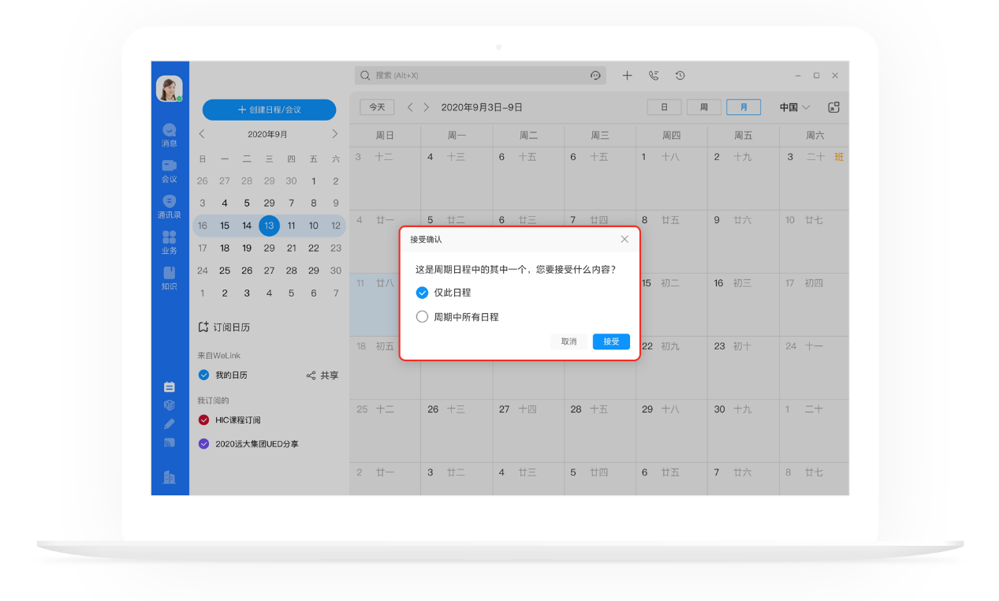 搜索 (Alt+X)
创建日程/会议
今天 2020年9月3日-9日 日 周 月 中国
消息
会议
通讯录
业务
知识
2020年9月
日 一 二 三 四 五 六
26 27 28 29 30 1 2
3 4 5 29 7 8 9
16 15 14 13 11 10 12
17 18 19 29 21 22 23
24 25 26 27 28 29 30
1 2 3 4 5 6 7
订阅日历
来自WeLink
我的日历 共享
我订阅的
HIC课程订阅
2020远大集团UED分享
周日 周一 周二 周三 周四 周五 周六
3 十二 4 十三 6 十五 6 十五 1 十八 2 十九 3 二十 班
4 廿一 5 廿二 6 廿三 7 廿四 8 廿五 9 廿六 10 廿七
11 廿八 15 初二 16 初三 17 初四
18 初五 22 初九 23 初十 24 十一
25 十二 26 十三 27 十四 28 十五 29 十八 30 十九 1 二十
2 廿一 3 廿二 4 廿三 5 廿四 6 廿五 7 廿六 8 廿七
接受确认
这是周期日程中的其中一个，您要接受什么内容？
仅此日程
周期中所有日程
取消 接受